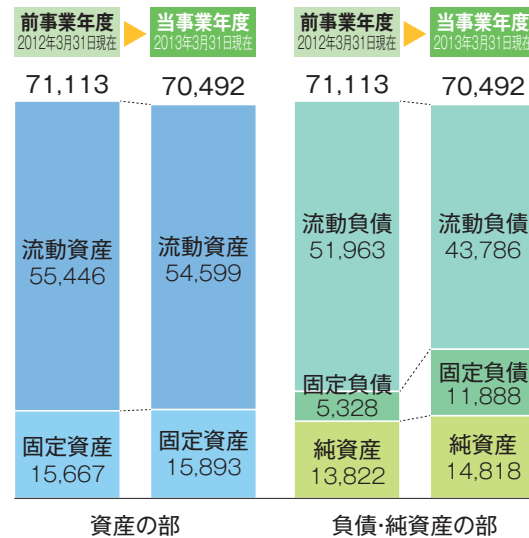 前事業年度
2012年3月31日現在
当事業年度
2013年3月31日現在
71,113
70,492
流動資産
55,446
流動資産
54,599
固定資産
15,667
固定資産
15,893
資産の部
前事業年度
2012年3月31日現在
当事業年度
2013年3月31日現在
71,113
70,492
流動負債
51,963
流動負債
43,786
固定負債
5,328
固定負債
11,888
純資産
13,822
純資産
14,818
負債・純資産の部